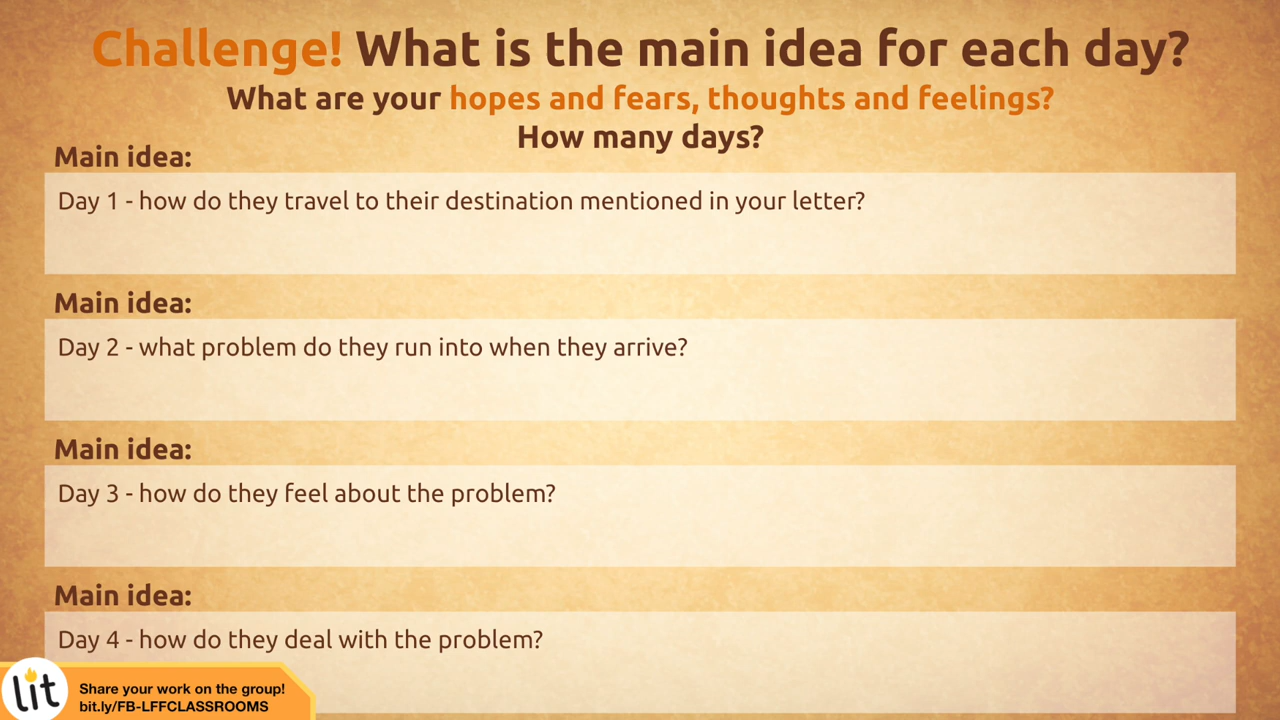 Challenge! What is the main idea for each day?
What are your hopes and fears, thoughts and feelings?
How many days?
Main idea:
Day 1 - how do they travel to their destination mentioned in your letter?
Main idea:
Day 2 - what problem do they run into when they arrive?
Main idea:
Day 3 - how do they feel about the problem?
Main idea:
Day 4 - how do they deal with the problem?
lit
Share your work on the group!
bit.ly/FB-LFFCLASSROOMS